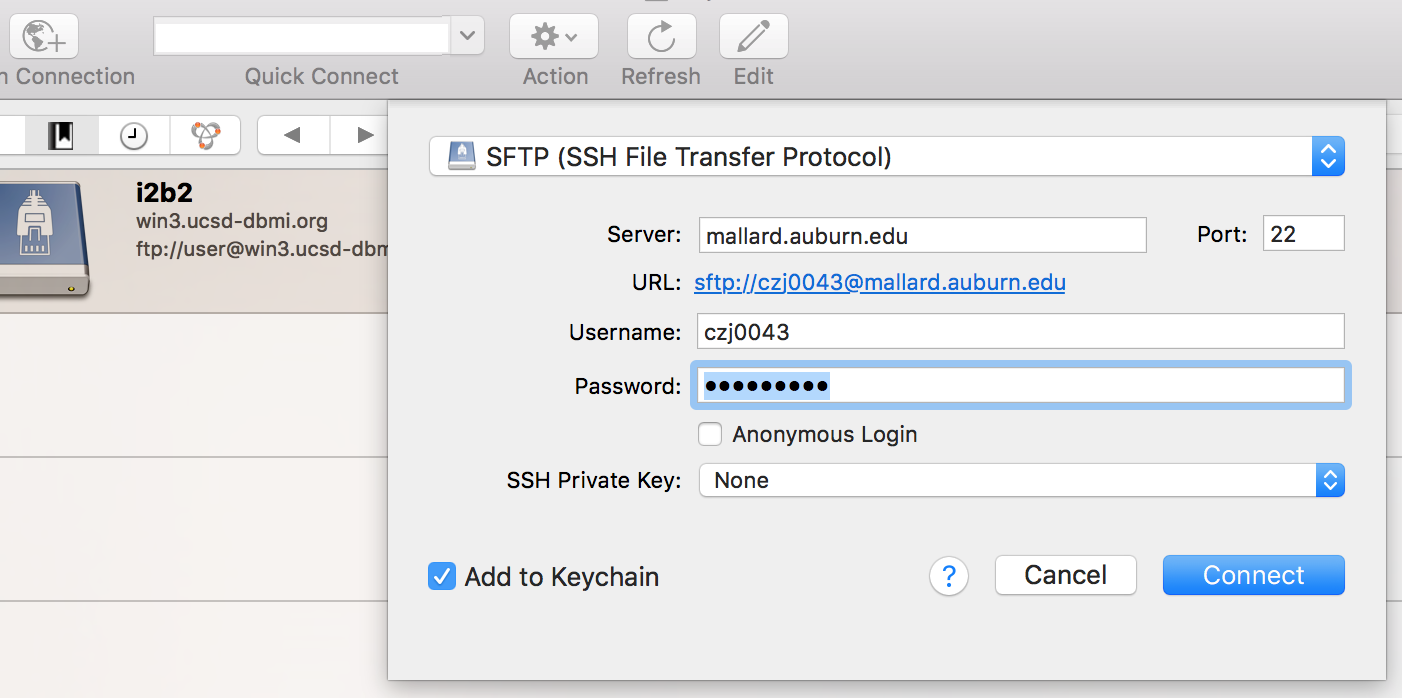 Connection
Quick Connect
Action
Refresh
Edit
i2b2
win3.ucsd-dbmi.org
ftp://user@win3.ucsd-dbm
SFTP (SSH File Transfer Protocol)
Server: mallard.auburn.edu Port: 22
URL: sftp://czj0043@mallard.auburn.edu
Username: czj0043
Password: •••••••••
Anonymous Login
SSH Private Key: None
Add to Keychain ? Cancel Connect